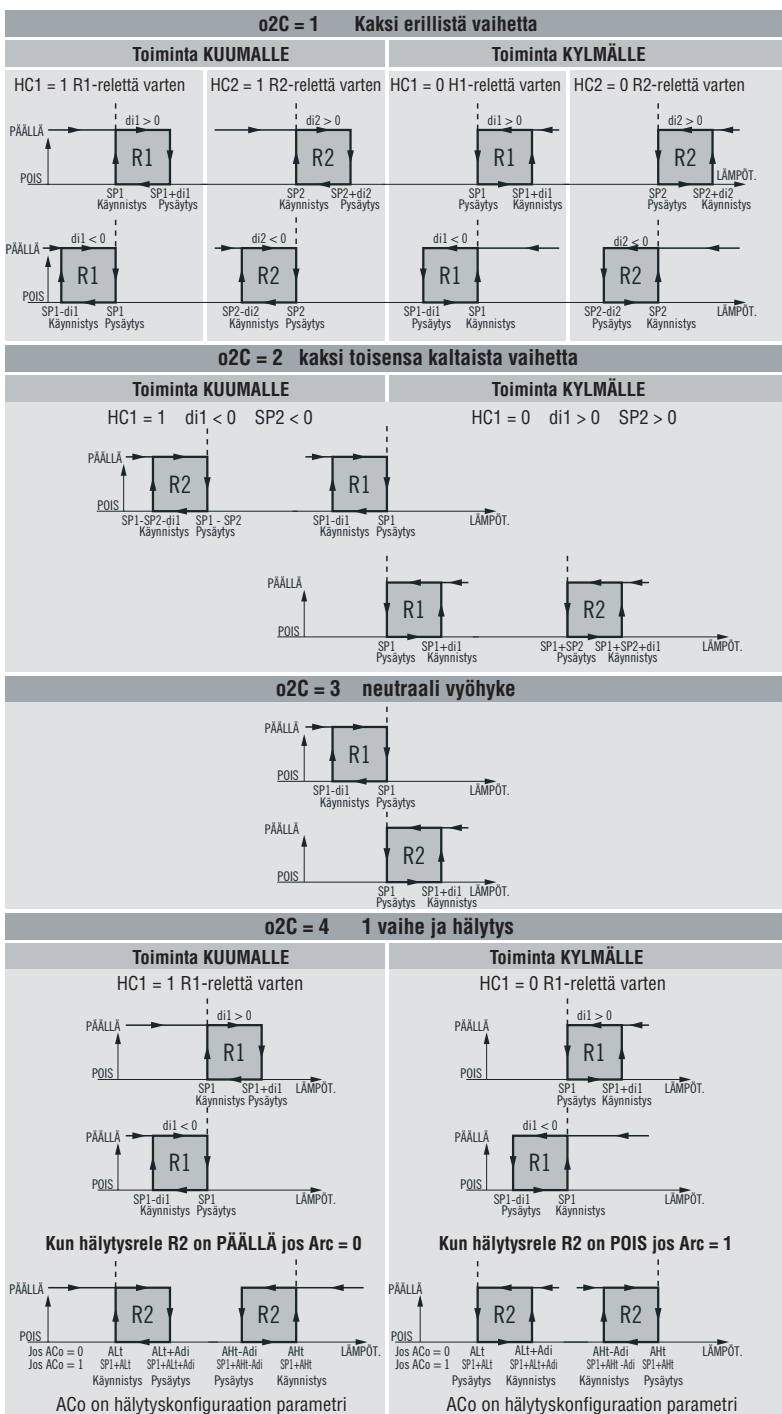 o2C = 1 Kaksi erillistä vaihetta
Toiminta KUUMALLE Toiminta KYLMÄLLE
HC1 = 1 R1-relettä varten HC2 = 1 R2-relettä varten HC1 = 0 H1-relettä varten HC2 = 0 R2-relettä varten
di1 > 0 di2 > 0 di1 > 0 di2 > 0
PÄÄLLÄ
R1 R2 R1 R2
POIS LÄMPÖT.
SP1 SP1+di1 SP2 SP2+di2 SP1 SP1+di1 SP2 SP2+di2
Käynnistys Pysäytys Käynnistys Pysäytys Pysäytys Käynnistys Pysäytys Käynnistys
di1 < 0 di2 < 0 di1 < 0 di2 < 0
PÄÄLLÄ
R1 R2 R1 R2
POIS
SP1-di1 SP1 SP2-di2 SP2 SP1-di1 SP1 SP2-di2 SP2 LÄMPÖT.
Käynnistys Pysäytys Käynnistys Pysäytys Pysäytys Käynnistys Pysäytys Käynnistys
o2C = 2 kaksi toisensa kaltaista vaihetta
Toiminta KUUMALLE Toiminta KYLMÄLLE
HC1 = 1 di1 < 0 SP2 < 0 HC1 = 0 di1 > 0 SP2 > 0
PÄÄLLÄ
R2 R1
POIS
SP1-SP2-di1 SP1 - SP2 SP1-di1 SP1 LÄMPÖT.
Käynnistys Pysäytys Käynnistys Pysäytys
PÄÄLLÄ
R1 R2
POIS
SP1 SP1+di1 SP1+SP2 SP1+SP2+di1 LÄMPÖT.
Pysäytys Käynnistys Pysäytys Käynnistys
o2C = 3 neutraali vyöhyke
PÄÄLLÄ
R1
POIS
SP1-di1 SP1 LÄMPÖT.
Käynnistys Pysäytys
PÄÄLLÄ
R2
POIS
SP1 SP1+di1 LÄMPÖT.
Pysäytys Käynnistys
o2C = 4 1 vaihe ja hälytys
Toiminta KUUMALLE Toiminta KYLMÄLLE
HC1 = 1 R1-relettä varten HC1 = 0 R1-relettä varten
di1 > 0 di1 > 0
PÄÄLLÄ PÄÄLLÄ
R1 R1
POIS POIS
SP1 SP1+di1 LÄMPÖT. SP1 SP1+di1 LÄMPÖT.
Käynnistys Pysäytys Pysäytys Käynnistys
di1 < 0 di1 < 0
PÄÄLLÄ PÄÄLLÄ
R1 R1
POIS POIS
SP1-di1 SP1 LÄMPÖT. SP1-di1 SP1 LÄMPÖT.
Käynnistys Pysäytys Pysäytys Käynnistys
Kun hälytysrele R2 on PÄÄLLÄ jos Arc = 0 Kun hälytysrele R2 on POIS jos Arc = 1
PÄÄLLÄ PÄÄLLÄ
R2 R2 R2 R2
POIS POIS
Jos ACo = 0 ALt ALt+Adi AHt-Adi AHt LÄMPÖT. Jos ACo = 0 ALt ALt+Adi AHt-Adi AHt LÄMPÖT.
Jos ACo = 1 SP1+ALt SP1+ALt+Adi SP1+AHt-Adi SP1+AHt Jos ACo = 1 SP1+ALt SP1+ALt+Adi SP1+AHt-Adi SP1+AHt
Käynnistys Pysäytys Pysäytys Käynnistys Pysäytys Käynnistys Käynnistys Pysäytys
ACo on hälytyskonfiguraation parametri ACo on hälytyskonfiguraation parametri